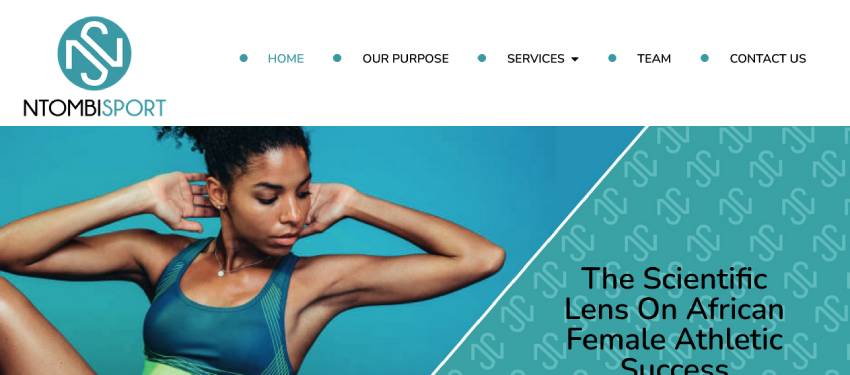 NTOMBISPORT
HOME
OUR PURPOSE
SERVICES
TEAM
CONTACT US
The Scientific
Lens On African
Female Athletic
Success